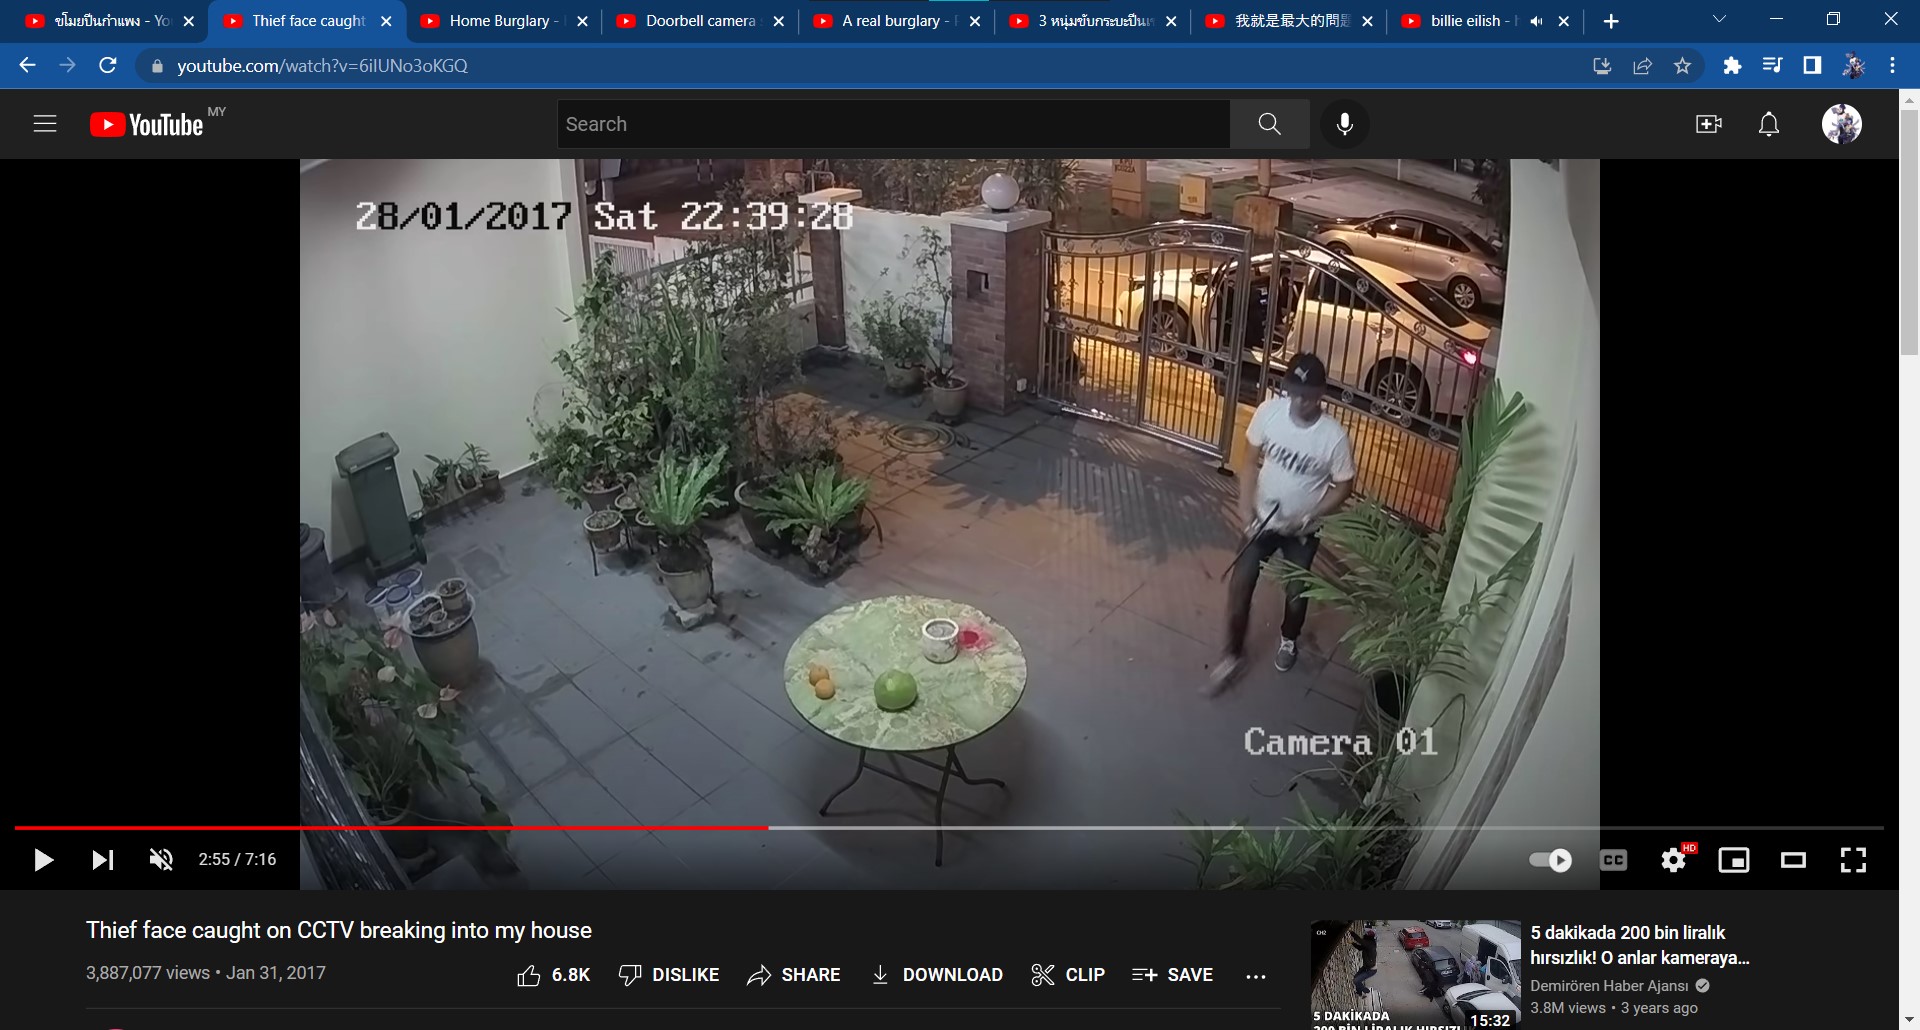 ขโมยปีนกำแพง - Yo
Thief face caught
Home Burglary -
Doorbell camera
A real burglary -
3 หนุ่มขับกระบะปีนเข
我就是最大的問題
billie eilish -
youtube.com/watch?v=6iIUNo3oKGQ
YouTube MY
Search
28/01/2017 Sat 22:39:28
Camera 01
2:55 / 7:16
CC
HD
Thief face caught on CCTV breaking into my house
3,887,077 views • Jan 31, 2017
6.8K
DISLIKE
SHARE
DOWNLOAD
CLIP
SAVE
5 DAKİKADA
15:32
5 dakikada 200 bin liralık
hırsızlık! O anlar kameraya...
Demirören Haber Ajansı
3.8M views • 3 years ago